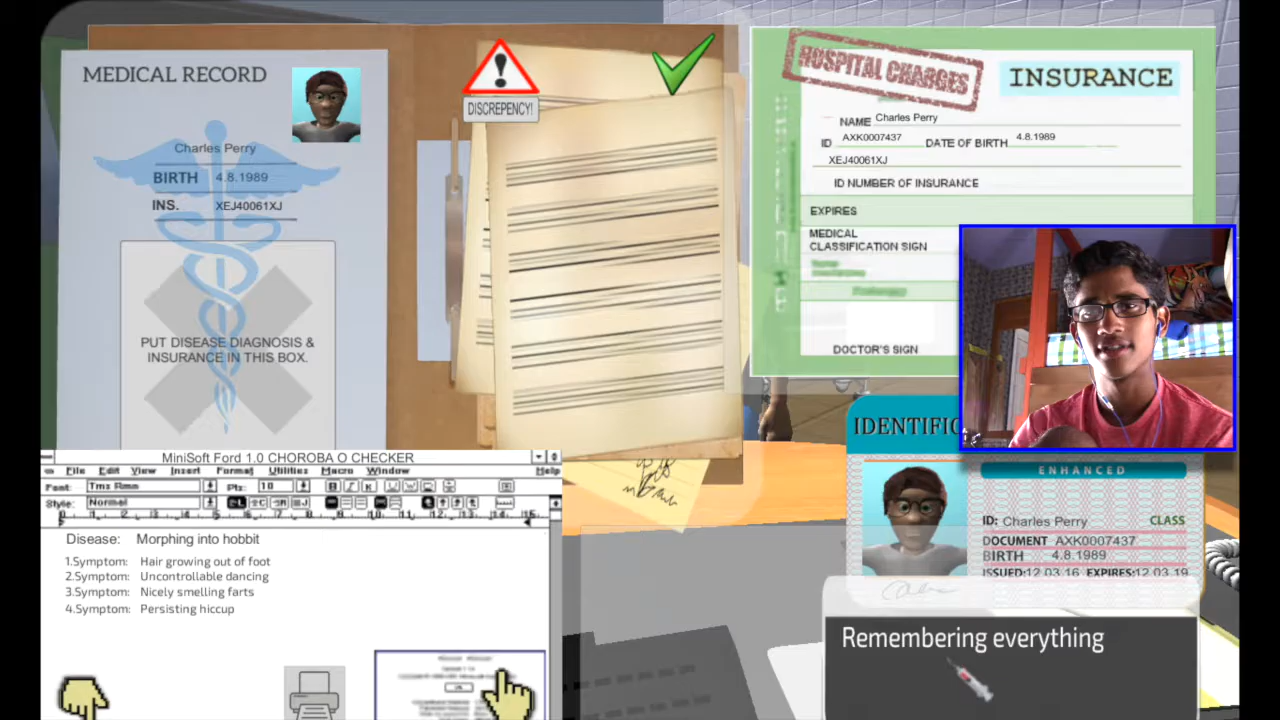 MEDICAL RECORD
Charles Perry
BIRTH 4.8.1989
INS. XEJ40061XJ
PUT DISEASE DIAGNOSIS &
INSURANCE IN THIS BOX.
DISCREPENCY!
HOSPITAL CHARGES
INSURANCE
NAME Charles Perry
ID AXK0007437 DATE OF BIRTH 4.8.1989
XEJ40061XJ
ID NUMBER OF INSURANCE
EXPIRES
MEDICAL
CLASSIFICATION SIGN
DOCTOR'S SIGN
MiniSoft Ford 1.0 CHOROBA O CHECKER
File Edit View Insert Format Utilities Macro Window Help
Font: Tms Rmn Pts: 10
Style: Normal
Disease: Morphing into hobbit
1.Symptom: Hair growing out of foot
2.Symptom: Uncontrollable dancing
3.Symptom: Nicely smelling farts
4.Symptom: Persisting hiccup
IDENTIFIC
ENHANCED
ID: Charles Perry CLASS
DOCUMENT AXK0007437
BIRTH 4.8.1989
ISSUED:12.03.16 EXPIRES:12.03.19
Remembering everything